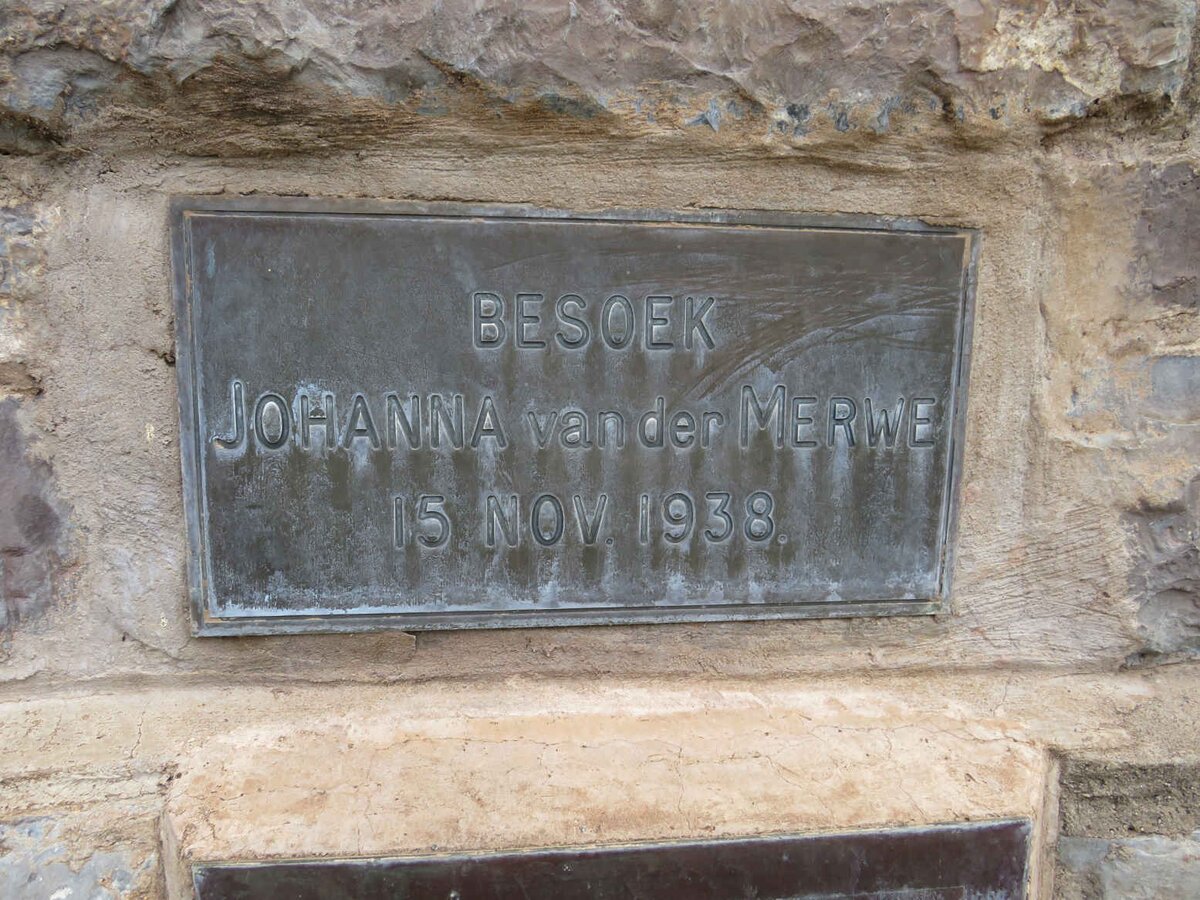 BESOEK
JOHANNA van der MERWE
15 NOV. 1938.